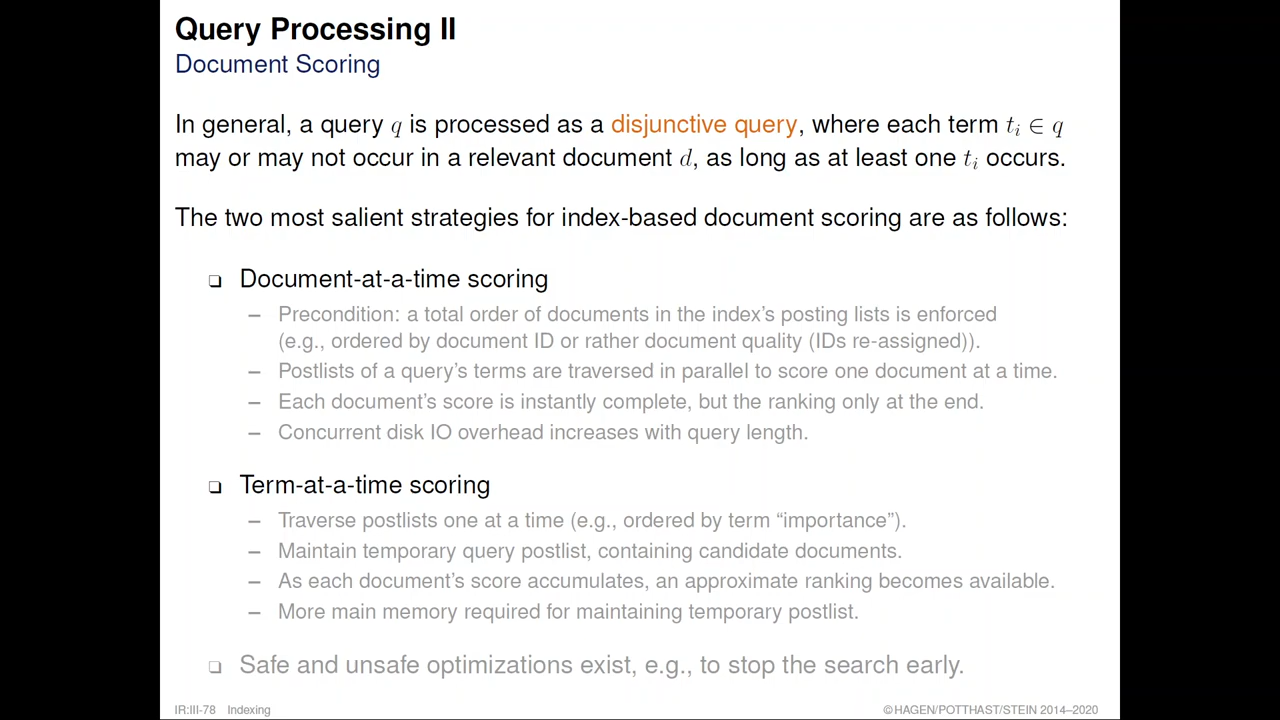 Query Processing II
Document Scoring
In general, a query q is processed as a disjunctive query, where each term tᵢ ∈ q
may or may not occur in a relevant document d, as long as at least one tᵢ occurs.
The two most salient strategies for index-based document scoring are as follows:
❏ Document-at-a-time scoring
– Precondition: a total order of documents in the index's posting lists is enforced
(e.g., ordered by document ID or rather document quality (IDs re-assigned)).
– Postlists of a query's terms are traversed in parallel to score one document at a time.
– Each document's score is instantly complete, but the ranking only at the end.
– Concurrent disk IO overhead increases with query length.
❏ Term-at-a-time scoring
– Traverse postlists one at a time (e.g., ordered by term “importance”).
– Maintain temporary query postlist, containing candidate documents.
– As each document's score accumulates, an approximate ranking becomes available.
– More main memory required for maintaining temporary postlist.
❏ Safe and unsafe optimizations exist, e.g., to stop the search early.
IR:III-78 Indexing
©HAGEN/POTTHAST/STEIN 2014–2020